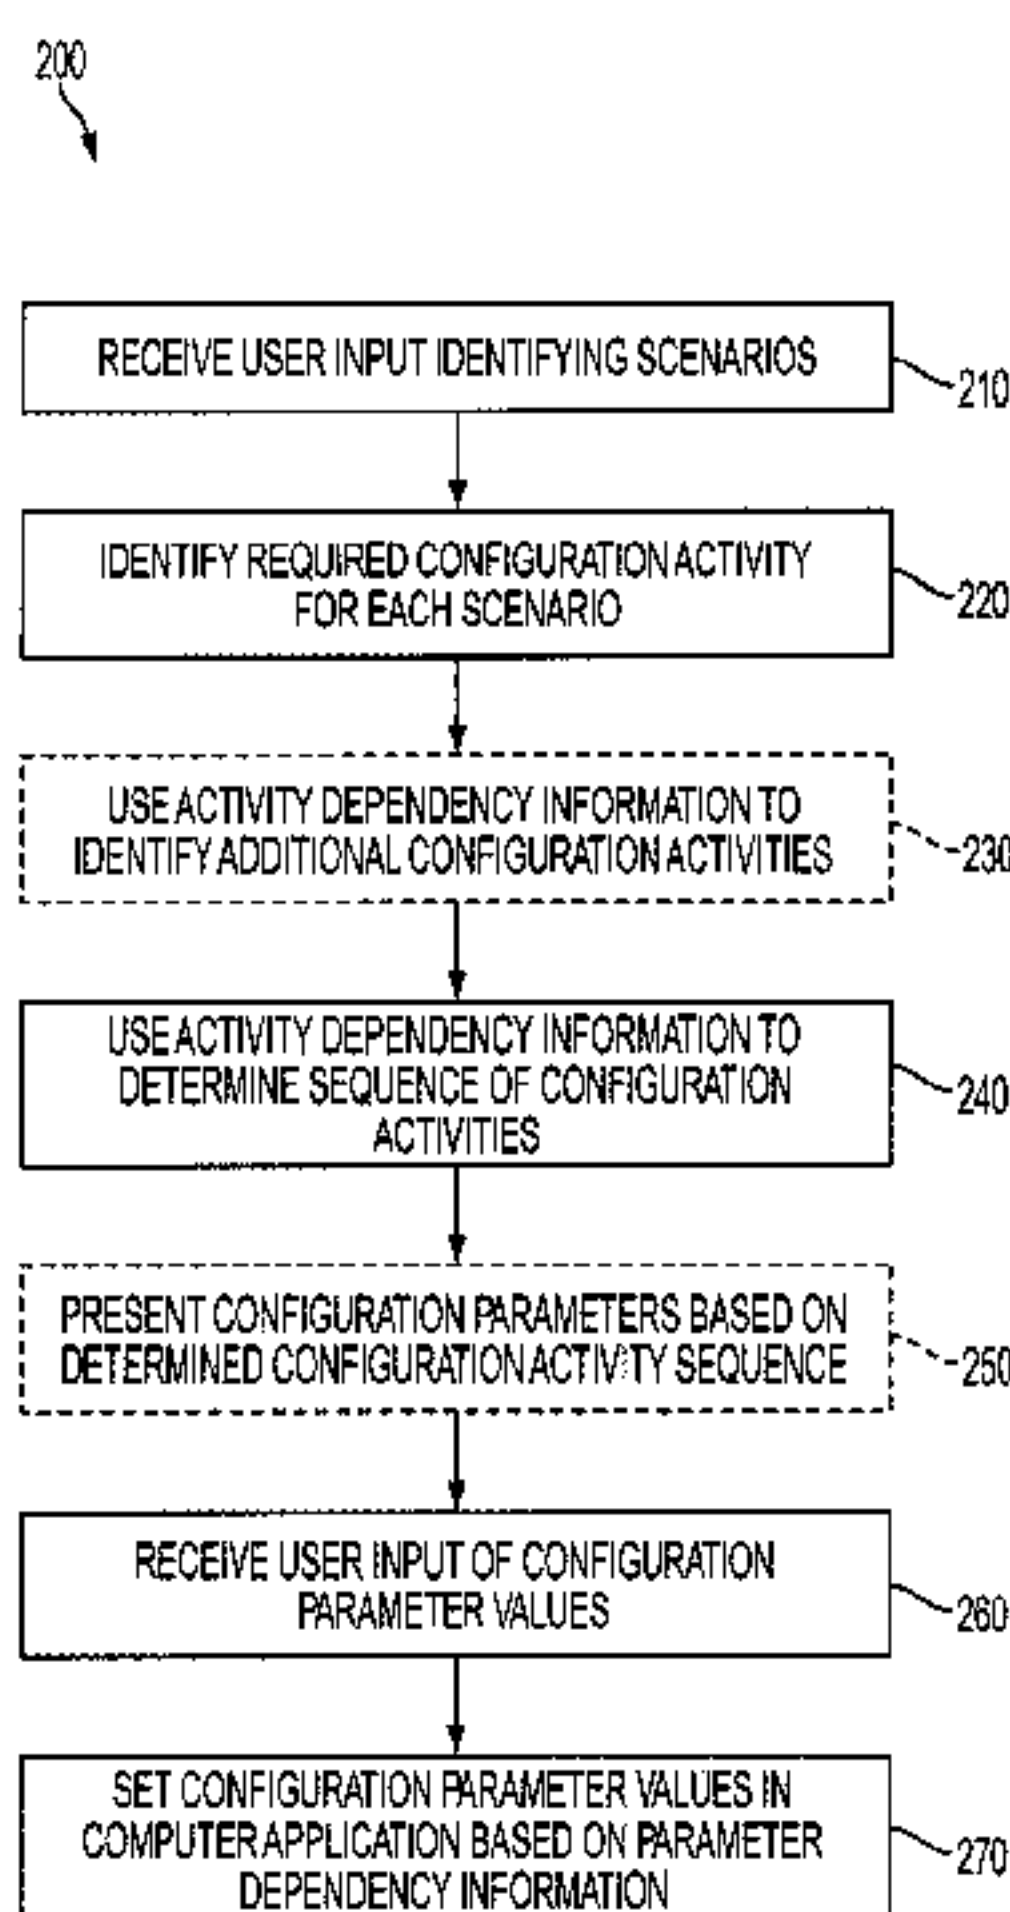 200
RECEIVE USER INPUT IDENTIFYING SCENARIOS
210
IDENTIFY REQUIRED CONFIGURATION ACTIVITY
FOR EACH SCENARIO
220
USE ACTIVITY DEPENDENCY INFORMATION TO
IDENTIFY ADDITIONAL CONFIGURATION ACTIVITIES
230
USE ACTIVITY DEPENDENCY INFORMATION TO
DETERMINE SEQUENCE OF CONFIGURATION
ACTIVITIES
240
PRESENT CONFIGURATION PARAMETERS BASED ON
DETERMINED CONFIGURATION ACTIVITY SEQUENCE
250
RECEIVE USER INPUT OF CONFIGURATION
PARAMETER VALUES
260
SET CONFIGURATION PARAMETER VALUES IN
COMPUTER APPLICATION BASED ON PARAMETER
DEPENDENCY INFORMATION
270